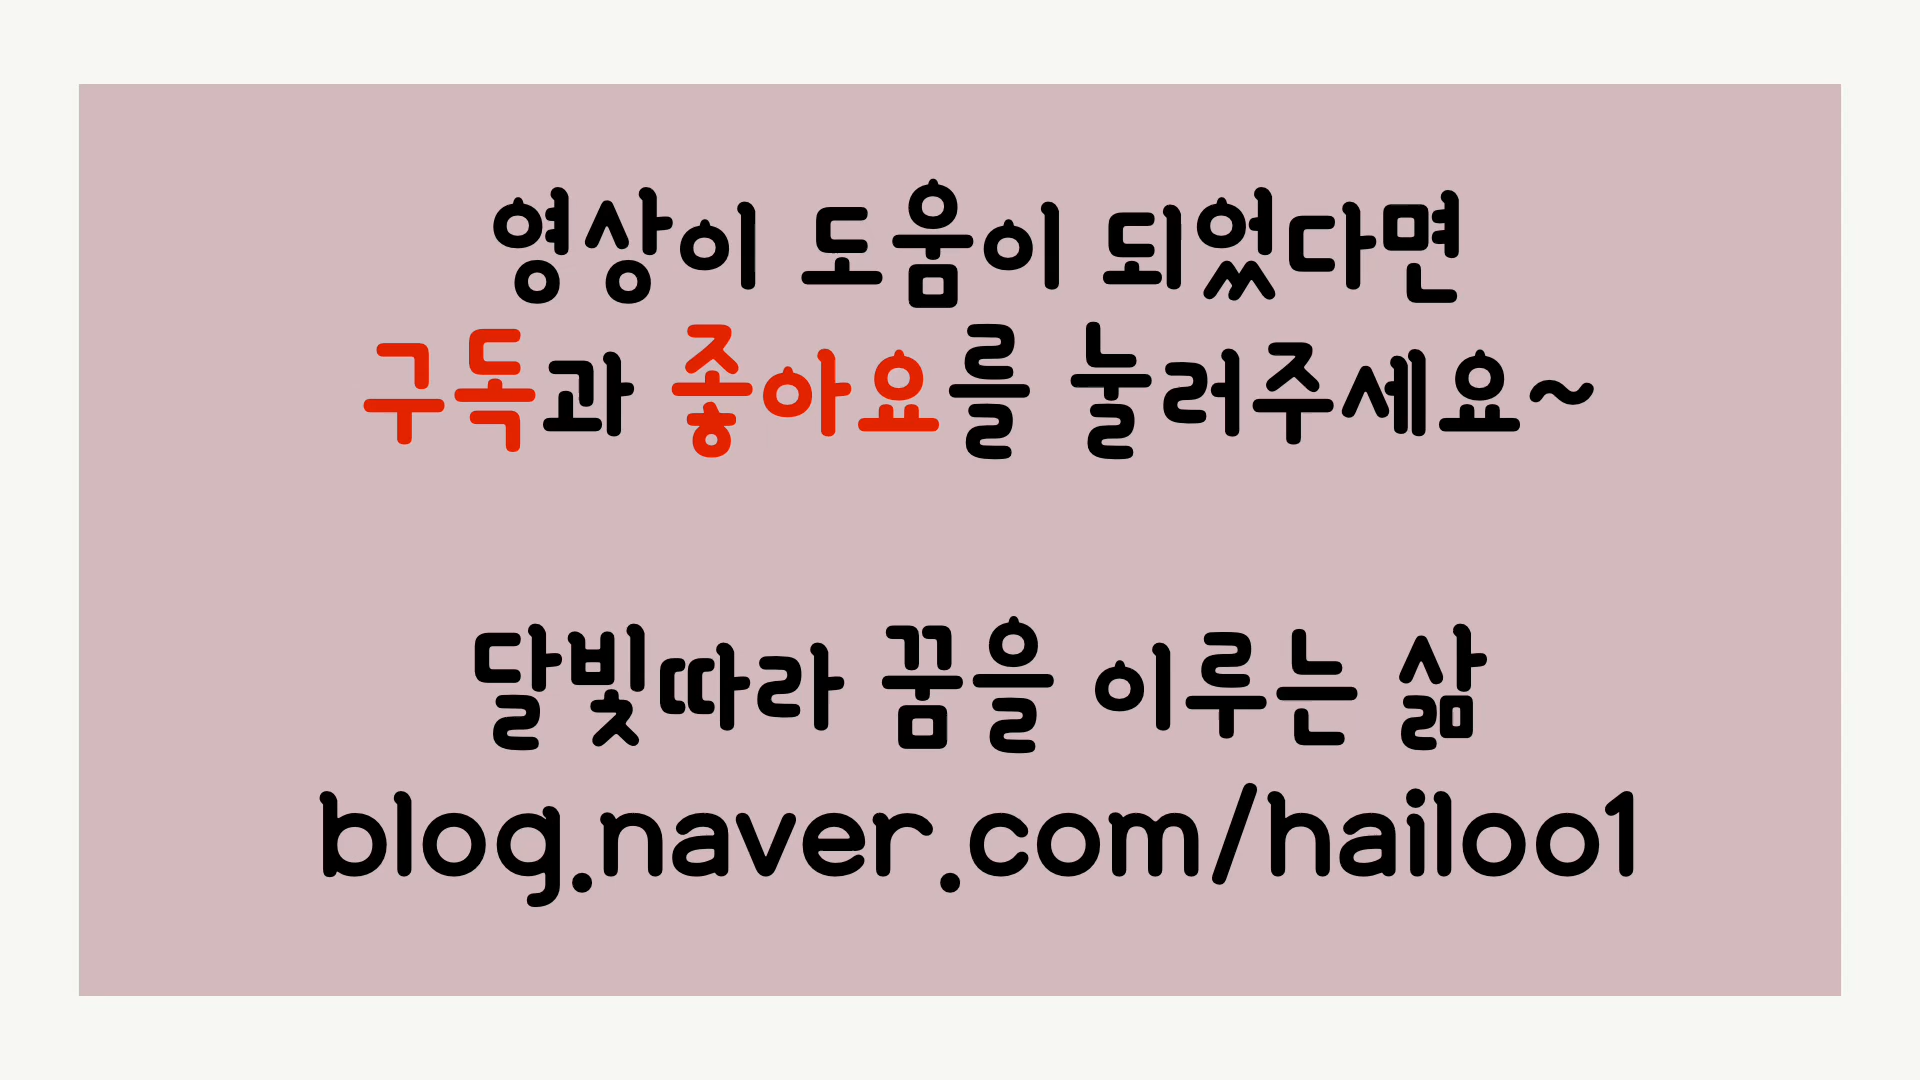 영상이 도움이 되었다면
구독과 좋아요를 눌러주세요~
달빛따라 꿈을 이루는 삶
blog.naver.com/hailoo1